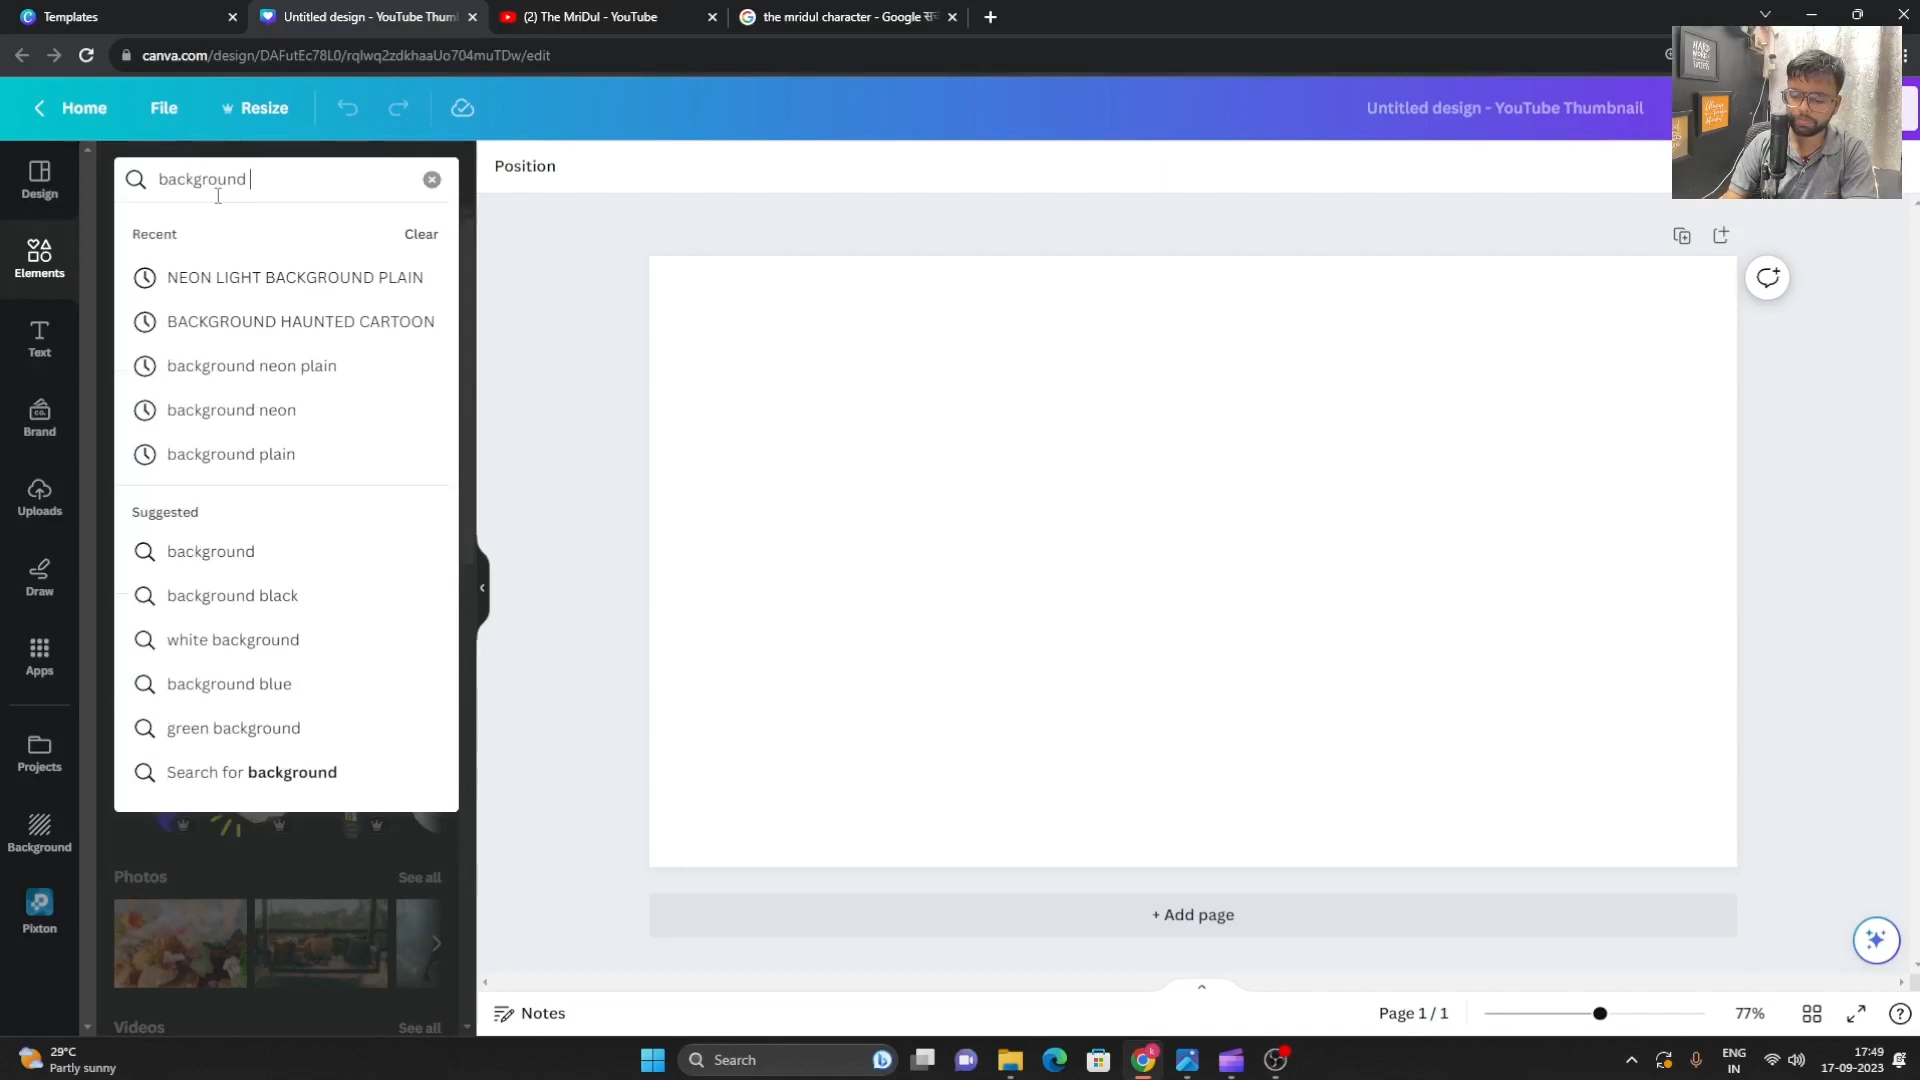 Templates
Untitled design - YouTube Thumb
(2) The MriDul - YouTube
the mridul character - Google सर्च
canva.com/design/DAFutEc78L0/rqlwq2zdkhaaUo704muTDw/edit
Home
File
Resize
Untitled design - YouTube Thumbnail
Design
Elements
Text
Brand
Uploads
Draw
Apps
Projects
Background
Pixton
background
Recent
Clear
NEON LIGHT BACKGROUND PLAIN
BACKGROUND HAUNTED CARTOON
background neon plain
background neon
background plain
Suggested
background
background black
white background
background blue
green background
Search for background
Photos
See all
Videos
See all
Position
HARD
WORK
+ Add page
Notes
Page 1 / 1
77%
29°C
Partly sunny
Search
ENG
IN
17:49
17-09-2023